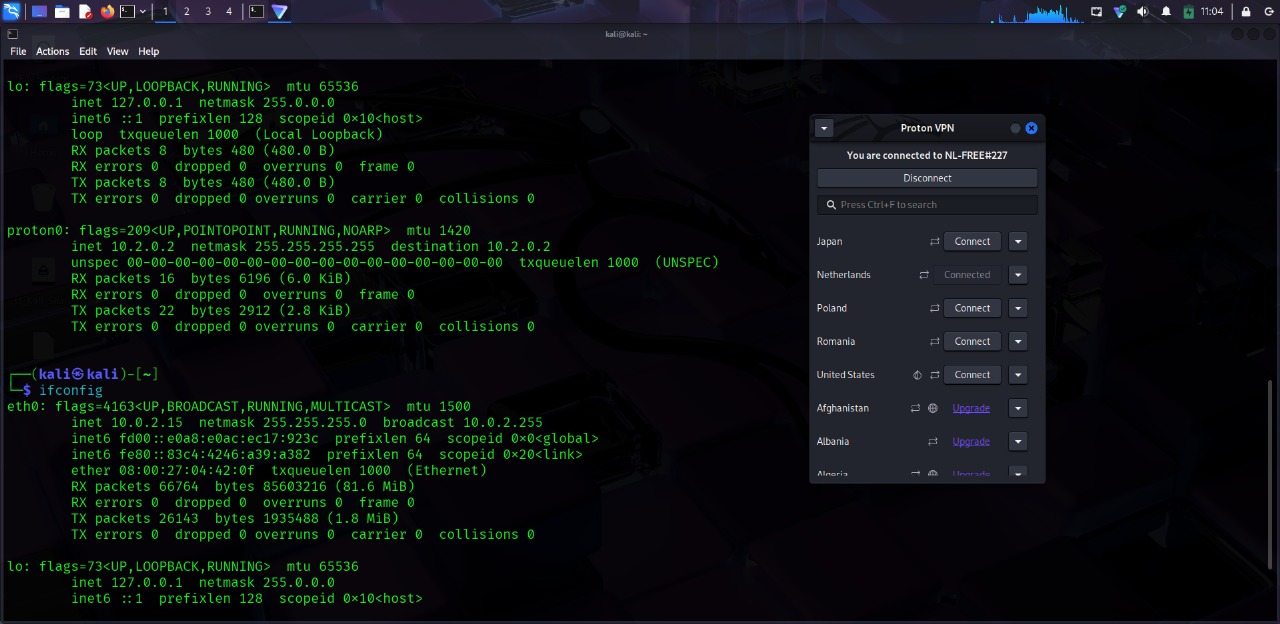 1 2 3 4
11:04
kali@kali: ~
File Actions Edit View Help
lo: flags=73<UP,LOOPBACK,RUNNING>  mtu 65536
inet 127.0.0.1  netmask 255.0.0.0
inet6 ::1  prefixlen 128  scopeid 0×10<host>
loop  txqueuelen 1000  (Local Loopback)
RX packets 8  bytes 480 (480.0 B)
RX errors 0  dropped 0  overruns 0  frame 0
TX packets 8  bytes 480 (480.0 B)
TX errors 0  dropped 0 overruns 0  carrier 0  collisions 0
proton0: flags=209<UP,POINTOPOINT,RUNNING,NOARP>  mtu 1420
inet 10.2.0.2  netmask 255.255.255.255  destination 10.2.0.2
unspec 00-00-00-00-00-00-00-00-00-00-00-00-00-00-00-00  txqueuelen 1000  (UNSPEC)
RX packets 16  bytes 6196 (6.0 KiB)
RX errors 0  dropped 0  overruns 0  frame 0
TX packets 22  bytes 2912 (2.8 KiB)
TX errors 0  dropped 0 overruns 0  carrier 0  collisions 0
┌──(kali㉿kali)-[~]
└─$ ifconfig
eth0: flags=4163<UP,BROADCAST,RUNNING,MULTICAST>  mtu 1500
inet 10.0.2.15  netmask 255.255.255.0  broadcast 10.0.2.255
inet6 fd00::e0a8:e0ac:ec17:923c  prefixlen 64  scopeid 0×0<global>
inet6 fe80::83c4:4246:a39:a382  prefixlen 64  scopeid 0×20<link>
ether 08:00:27:04:42:0f  txqueuelen 1000  (Ethernet)
RX packets 66764  bytes 85603216 (81.6 MiB)
RX errors 0  dropped 0  overruns 0  frame 0
TX packets 26143  bytes 1935488 (1.8 MiB)
TX errors 0  dropped 0 overruns 0  carrier 0  collisions 0
lo: flags=73<UP,LOOPBACK,RUNNING>  mtu 65536
inet 127.0.0.1  netmask 255.0.0.0
inet6 ::1  prefixlen 128  scopeid 0×10<host>
Proton VPN
You are connected to NL-FREE#227
Disconnect
Press Ctrl+F to search
Japan Connect
Netherlands Connected
Poland Connect
Romania Connect
United States Connect
Afghanistan Upgrade
Albania Upgrade
Algeria Upgrade